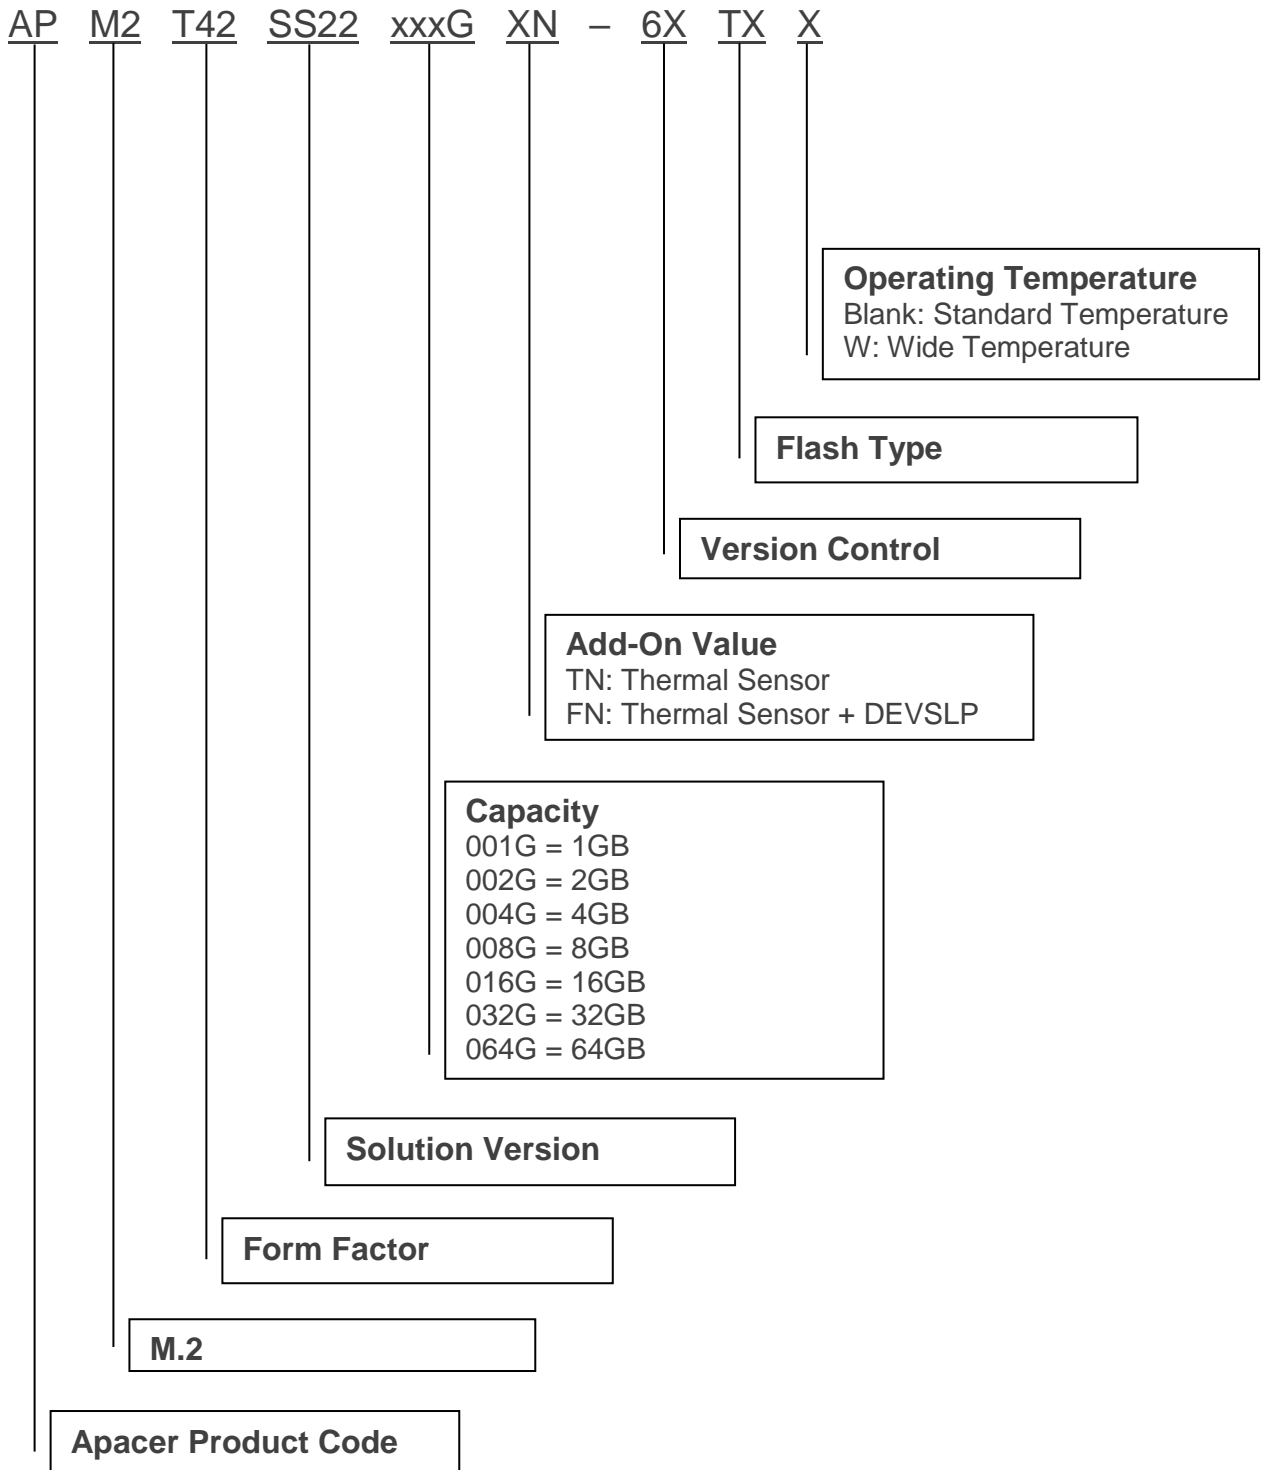 AP M2 T42 SS22 xxxG XN – 6X TX X
Operating Temperature
Blank: Standard Temperature
W: Wide Temperature
Flash Type
Version Control
Add-On Value
TN: Thermal Sensor
FN: Thermal Sensor + DEVSLP
Capacity
001G = 1GB
002G = 2GB
004G = 4GB
008G = 8GB
016G = 16GB
032G = 32GB
064G = 64GB
Solution Version
Form Factor
M.2
Apacer Product Code